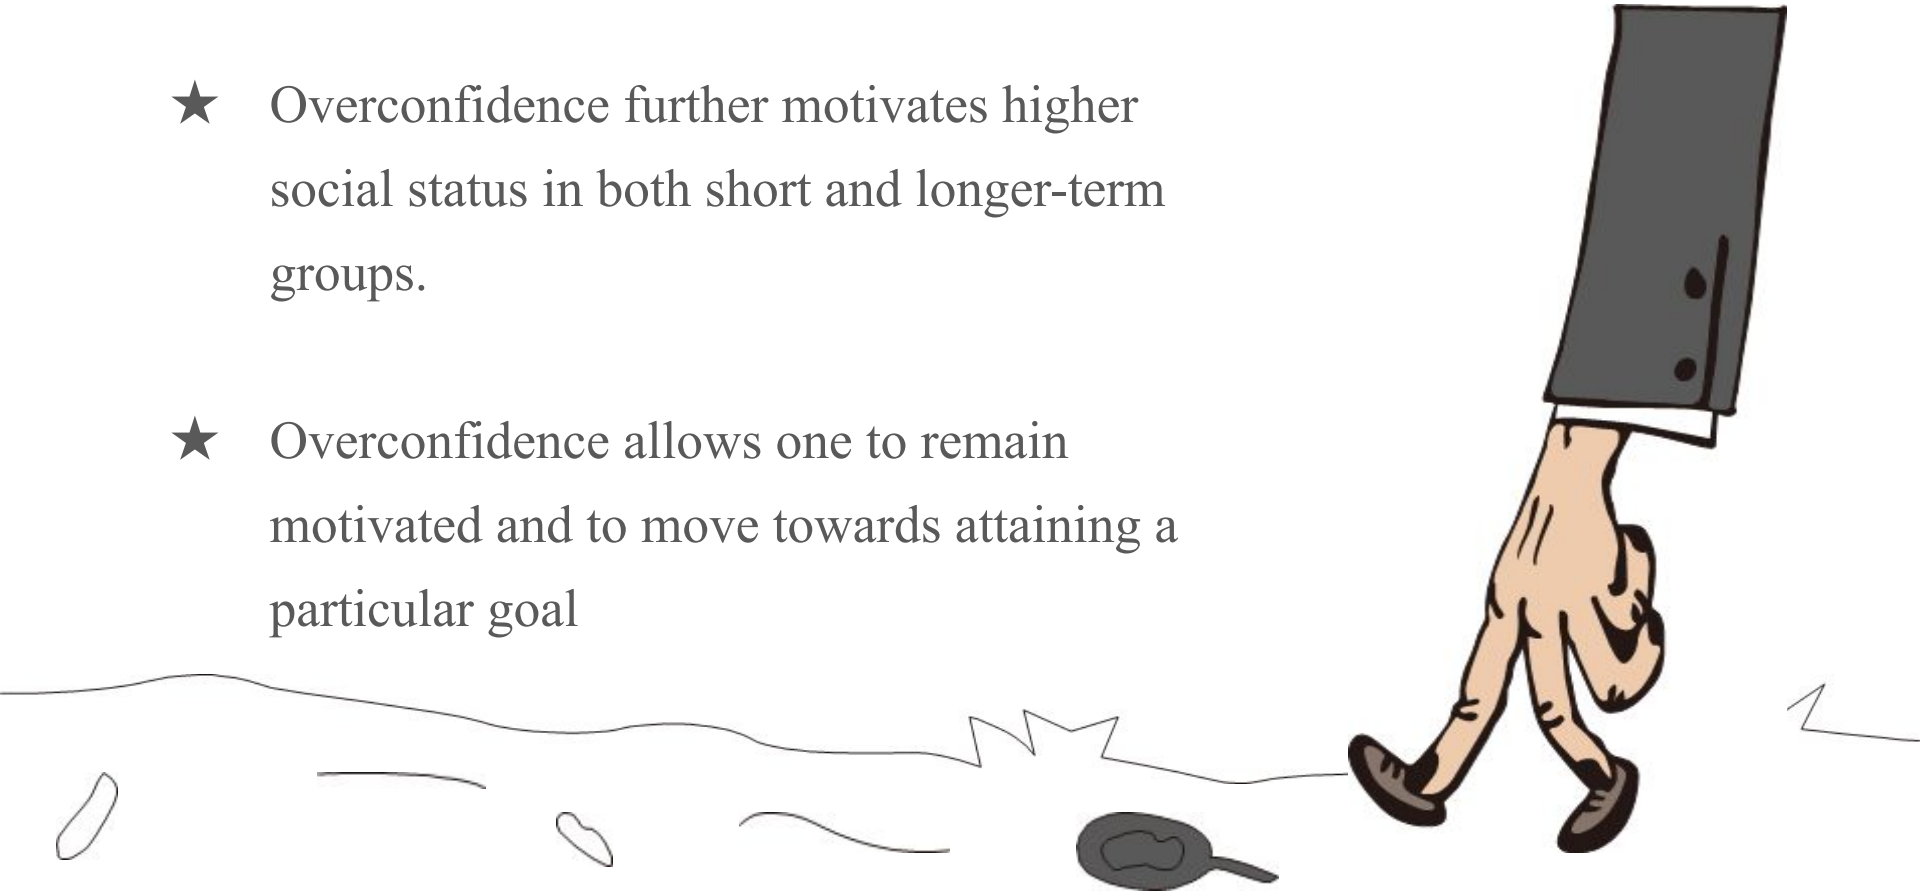 ★ Overconfidence further motivates higher
social status in both short and longer-term
groups.
★ Overconfidence allows one to remain
motivated and to move towards attaining a
particular goal